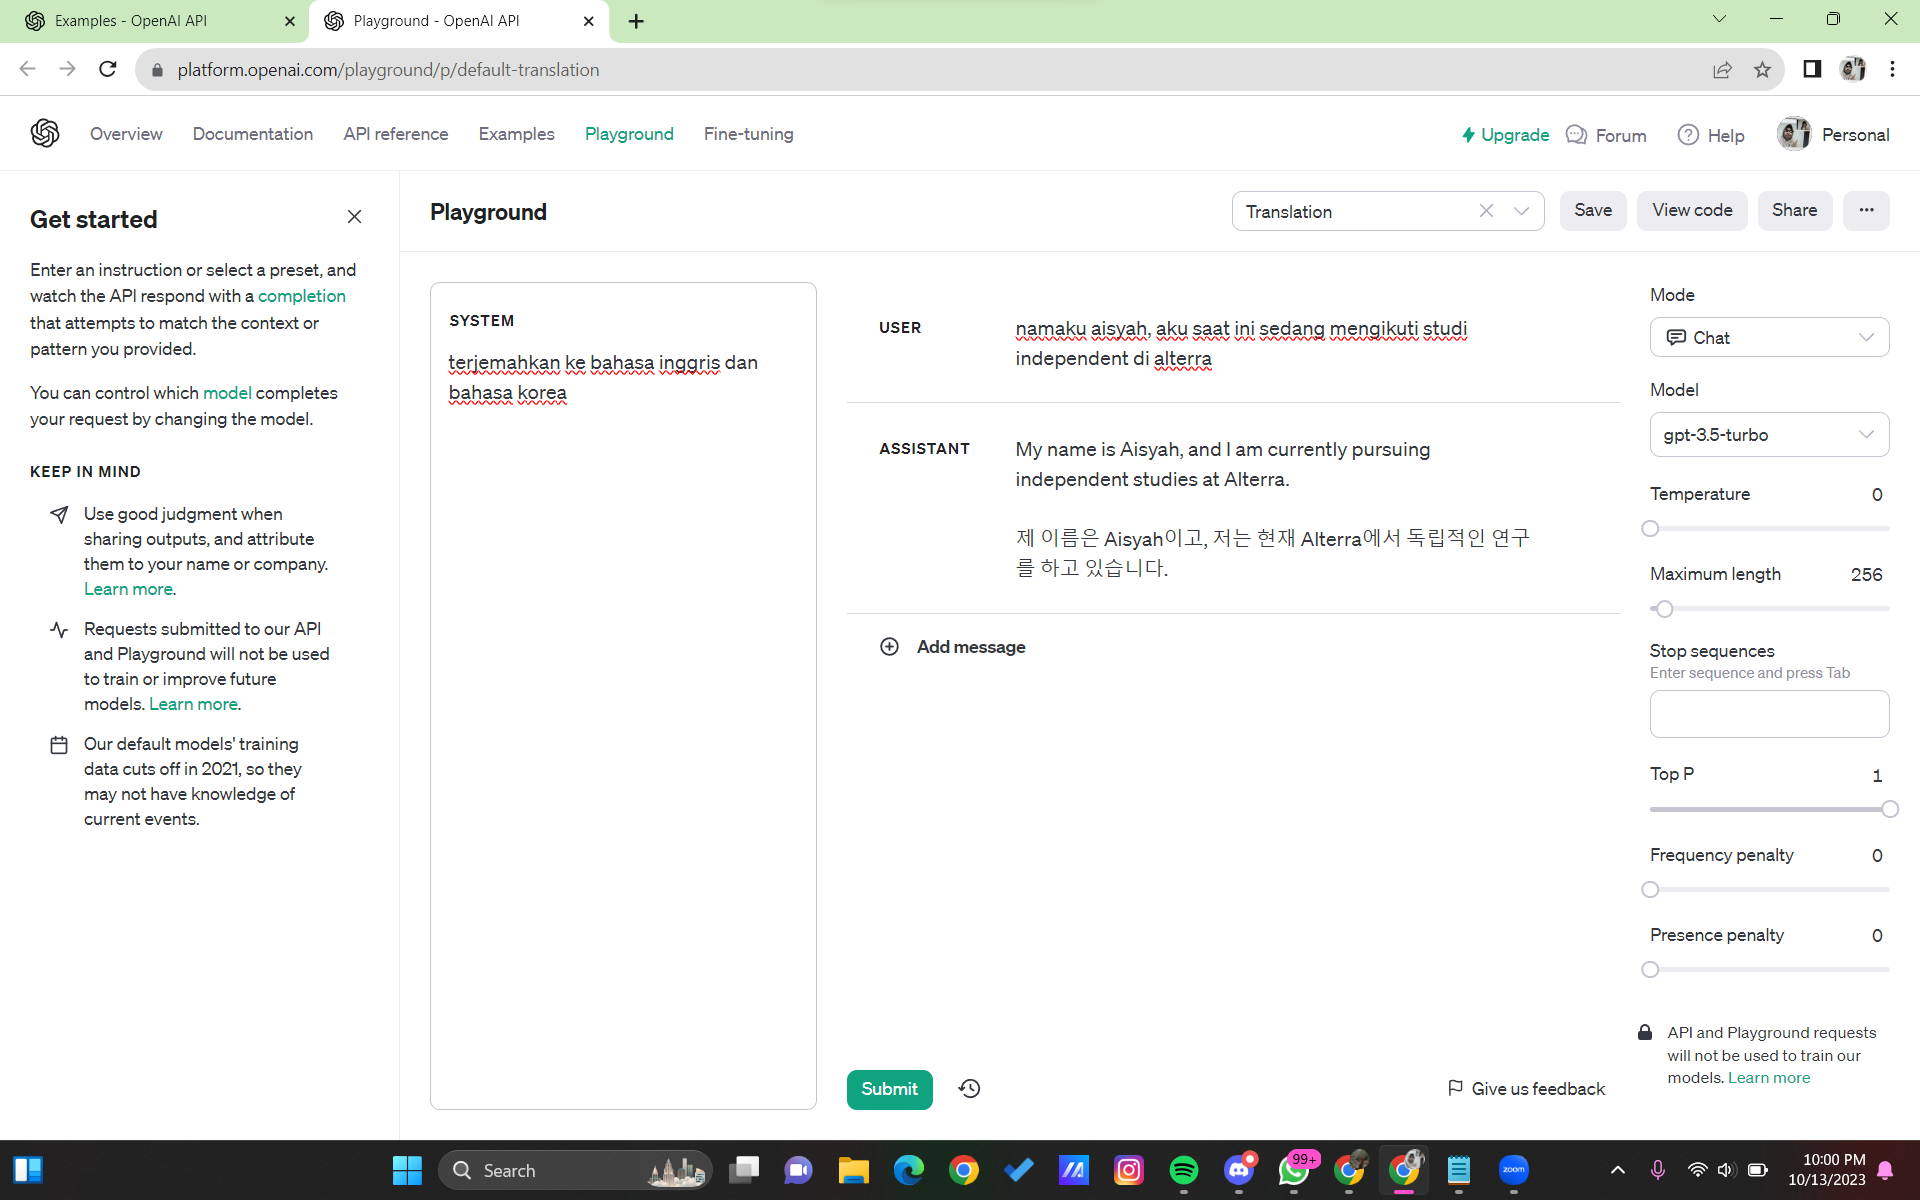 Examples - OpenAI API
Playground - OpenAI API
platform.openai.com/playground/p/default-translation
Overview
Documentation
API reference
Examples
Playground
Fine-tuning
Upgrade
Forum
Help
Personal
Get started
Enter an instruction or select a preset, and
watch the API respond with a completion
that attempts to match the context or
pattern you provided.
You can control which model completes
your request by changing the model.
KEEP IN MIND
Use good judgment when
sharing outputs, and attribute
them to your name or company.
Learn more.
Requests submitted to our API
and Playground will not be used
to train or improve future
models. Learn more.
Our default models' training
data cuts off in 2021, so they
may not have knowledge of
current events.
Playground
Translation
Save
View code
Share
SYSTEM
terjemahkan ke bahasa inggris dan
bahasa korea
USER
namaku aisyah, aku saat ini sedang mengikuti studi
independent di alterra
ASSISTANT
My name is Aisyah, and I am currently pursuing
independent studies at Alterra.
제 이름은 Aisyah이고, 저는 현재 Alterra에서 독립적인 연구
를 하고 있습니다.
Add message
Submit
Give us feedback
Mode
Chat
Model
gpt-3.5-turbo
Temperature 0
Maximum length 256
Stop sequences
Enter sequence and press Tab
Top P 1
Frequency penalty 0
Presence penalty 0
API and Playground requests
will not be used to train our
models. Learn more
Search
99+
zoom
10:00 PM
10/13/2023